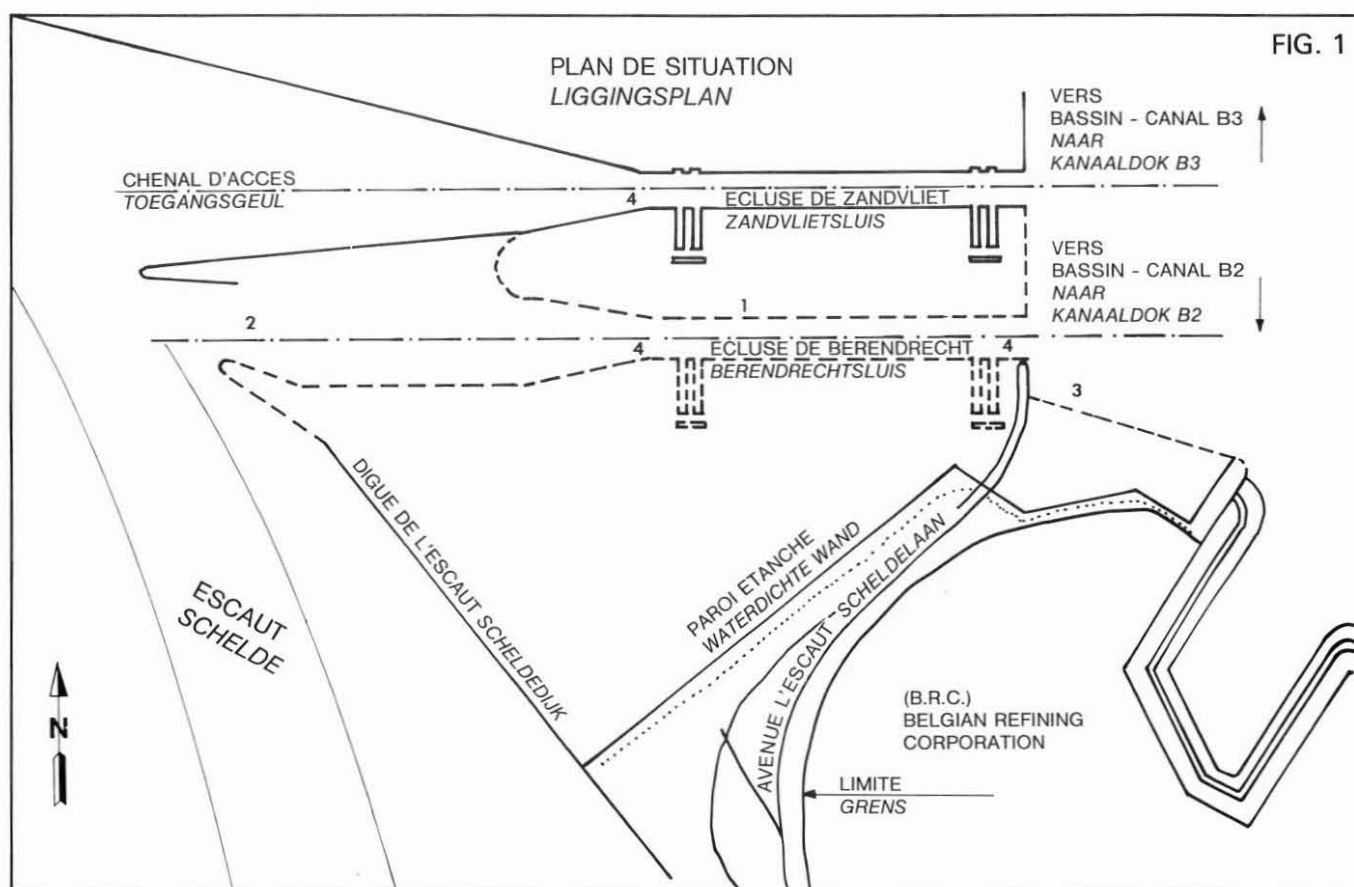 FIG. 1
PLAN DE SITUATION
LIGGINGSPLAN
VERS
BASSIN - CANAL B3
NAAR
KANAALDOK B3
CHENAL D'ACCES
TOEGANGSGEUL
4
ECLUSE DE ZANDVLIET
ZANDVLIETSLUIS
VERS
BASSIN - CANAL B2
NAAR
KANAALDOK B2
1
2
4
ECLUSE DE BERENDRECHT
BERENDRECHTSLUIS
4
3
DIGUE DE L'ESCAUT SCHELDEDIJK
PAROI ETANCHE
WATERDICHTE WAND
AVENUE L'ESCAUT - SCHELDELAAN
ESCAUT
SCHELDE
N
(B.R.C.)
BELGIAN REFINING
CORPORATION
LIMITE
GRENS